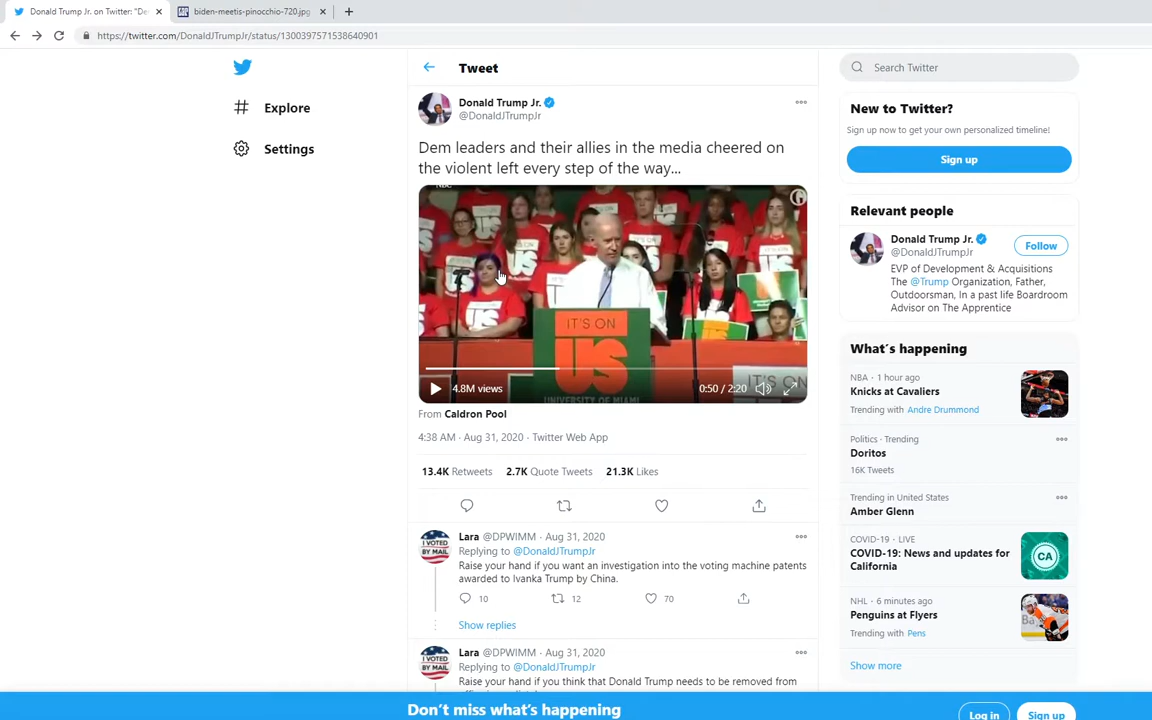 Donald Trump Jr. on Twitter: "De
biden-meetis-pinocchio-720.jpg
https://twitter.com/DonaldJTrumpJr/status/1300397571538640901
Tweet
Search Twitter
Explore
Settings
Donald Trump Jr.
@DonaldJTrumpJr
Dem leaders and their allies in the media cheered on
the violent left every step of the way...
IT'S ON
US
UNIVERSITY OF MIAMI
IT'S ON
4.8M views
0:50 / 2:20
From Caldron Pool
4:38 AM · Aug 31, 2020 · Twitter Web App
13.4K Retweets 2.7K Quote Tweets 21.3K Likes
Lara @DPWIMM · Aug 31, 2020
Replying to @DonaldJTrumpJr
Raise your hand if you want an investigation into the voting machine patents
awarded to Ivanka Trump by China.
10 12 70
Show replies
Lara @DPWIMM · Aug 31, 2020
Replying to @DonaldJTrumpJr
Raise your hand if you think that Donald Trump needs to be removed from
New to Twitter?
Sign up now to get your own personalized timeline!
Sign up
Relevant people
Donald Trump Jr.
@DonaldJTrumpJr
Follow
EVP of Development & Acquisitions
The @Trump Organization, Father,
Outdoorsman, In a past life Boardroom
Advisor on The Apprentice
What's happening
NBA · 1 hour ago
Knicks at Cavaliers
Trending with Andre Drummond
Politics · Trending
Doritos
16K Tweets
Trending in United States
Amber Glenn
COVID-19 · LIVE
COVID-19: News and updates for
California
CA
NHL · 6 minutes ago
Penguins at Flyers
Trending with Pens
Show more
Don't miss what's happening
Log in
Sign up